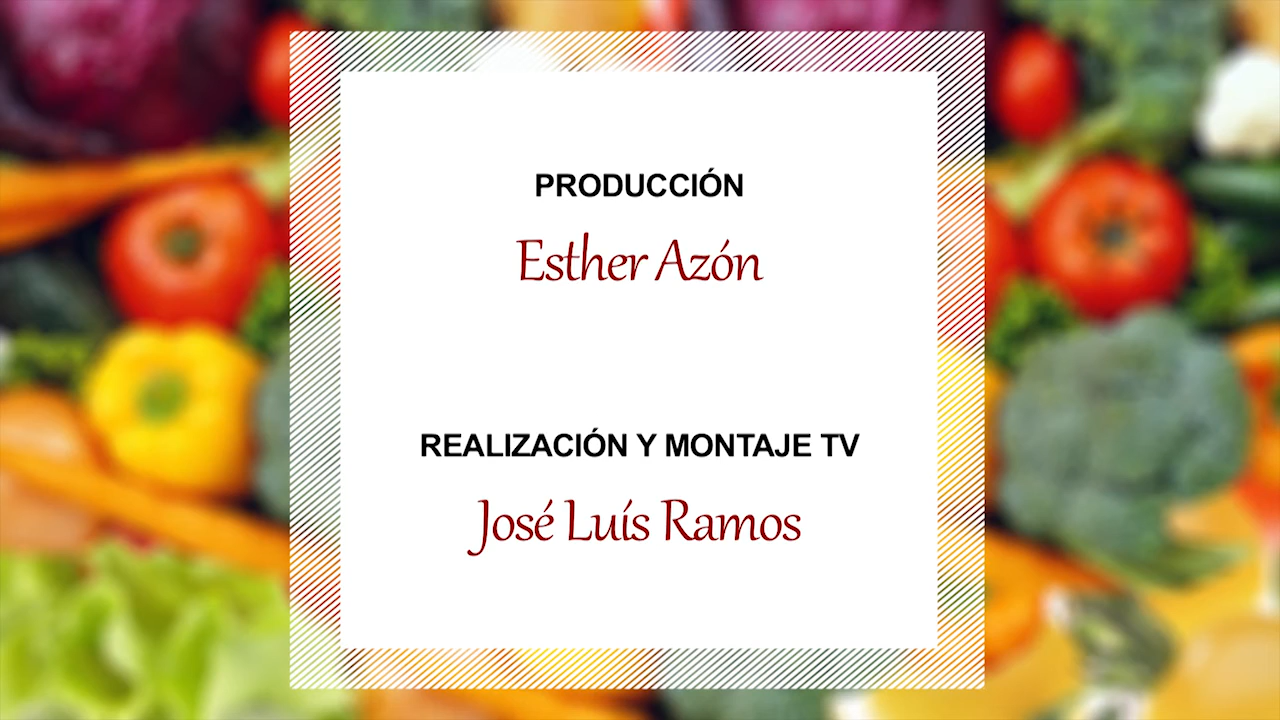 PRODUCCIÓN
Esther Azón
REALIZACIÓN Y MONTAJE TV
José Luís Ramos